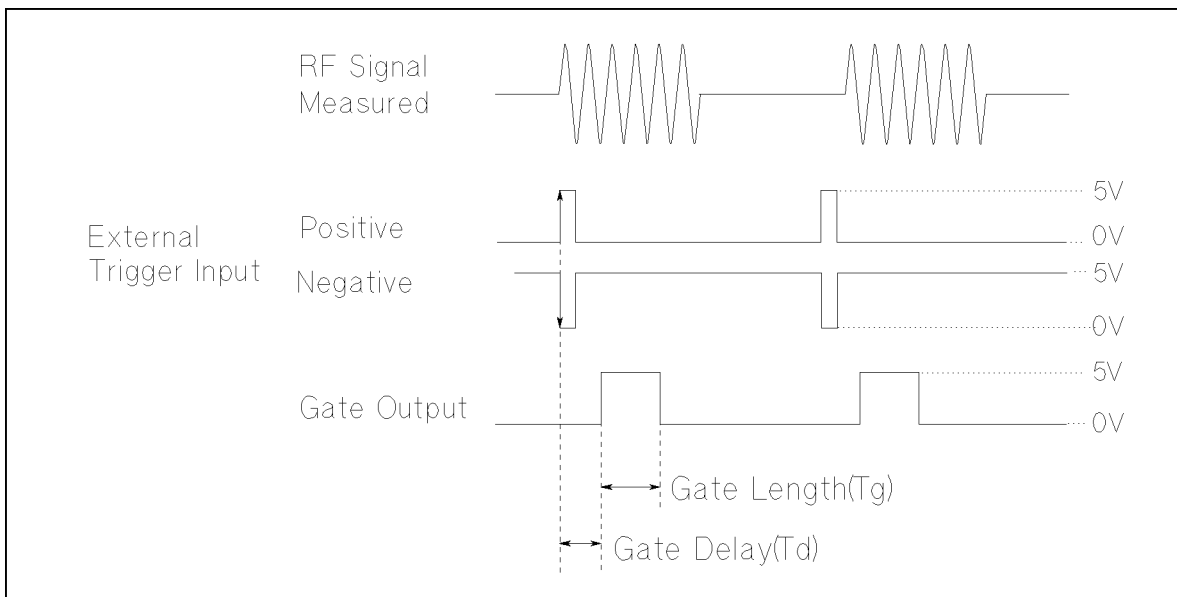 RF Signal
Measured
External
Trigger Input
Positive
5V
0V
Negative
5V
0V
Gate Output
5V
0V
Gate Length(Tg)
Gate Delay(Td)